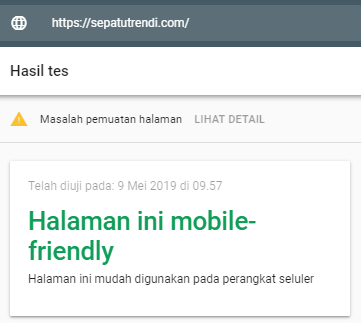 https://sepatutrendi.com/
Hasil tes
Masalah pemuatan halaman LIHAT DETAIL
Telah diuji pada: 9 Mei 2019 di 09.57
Halaman ini mobile-
friendly
Halaman ini mudah digunakan pada perangkat seluler